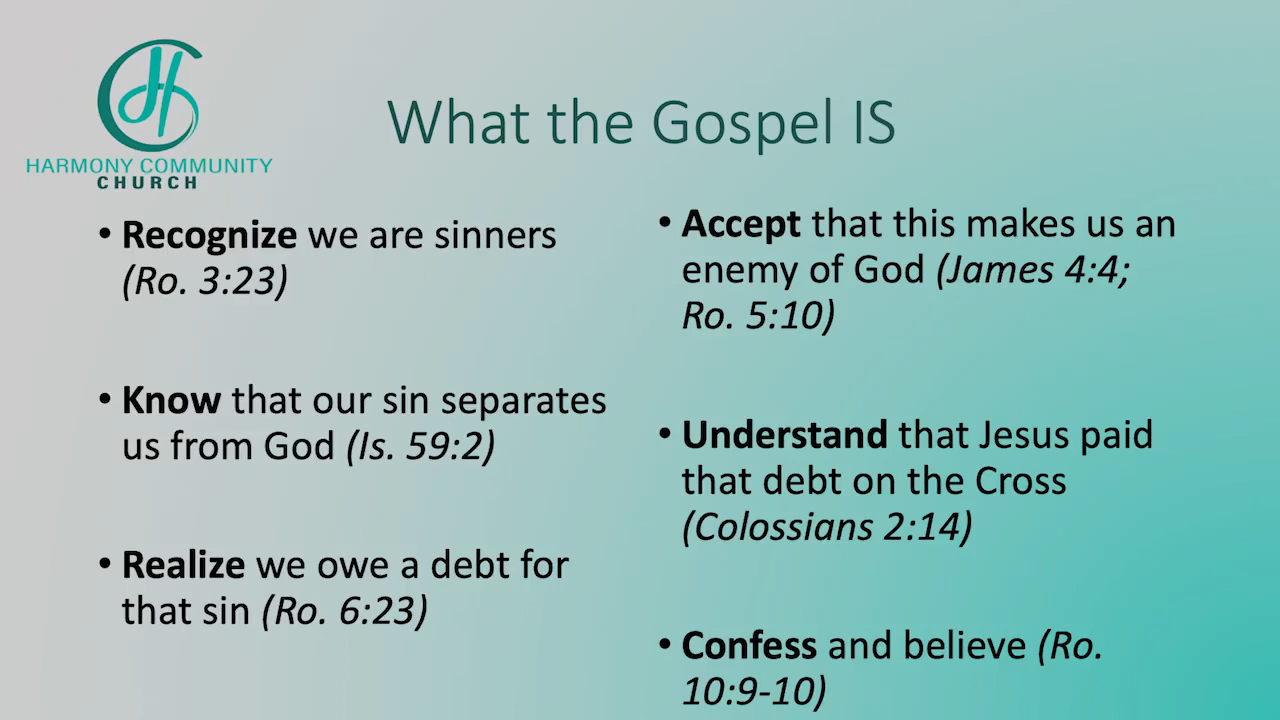 HARMONY COMMUNITY
CHURCH
What the Gospel IS
• Recognize we are sinners
(Ro. 3:23)
• Know that our sin separates
us from God (Is. 59:2)
• Realize we owe a debt for
that sin (Ro. 6:23)
• Accept that this makes us an
enemy of God (James 4:4;
Ro. 5:10)
• Understand that Jesus paid
that debt on the Cross
(Colossians 2:14)
• Confess and believe (Ro.
10:9-10)